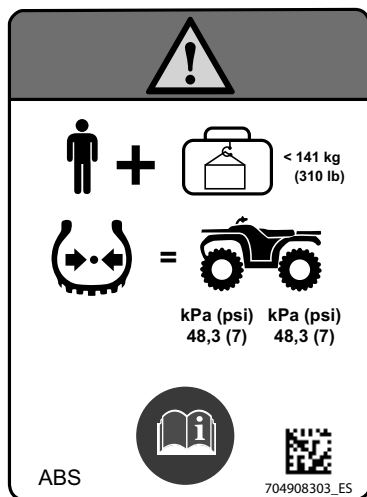 < 141 kg
(310 lb)
=
kPa (psi) kPa (psi)
48,3 (7) 48,3 (7)
ABS
704908303_ES